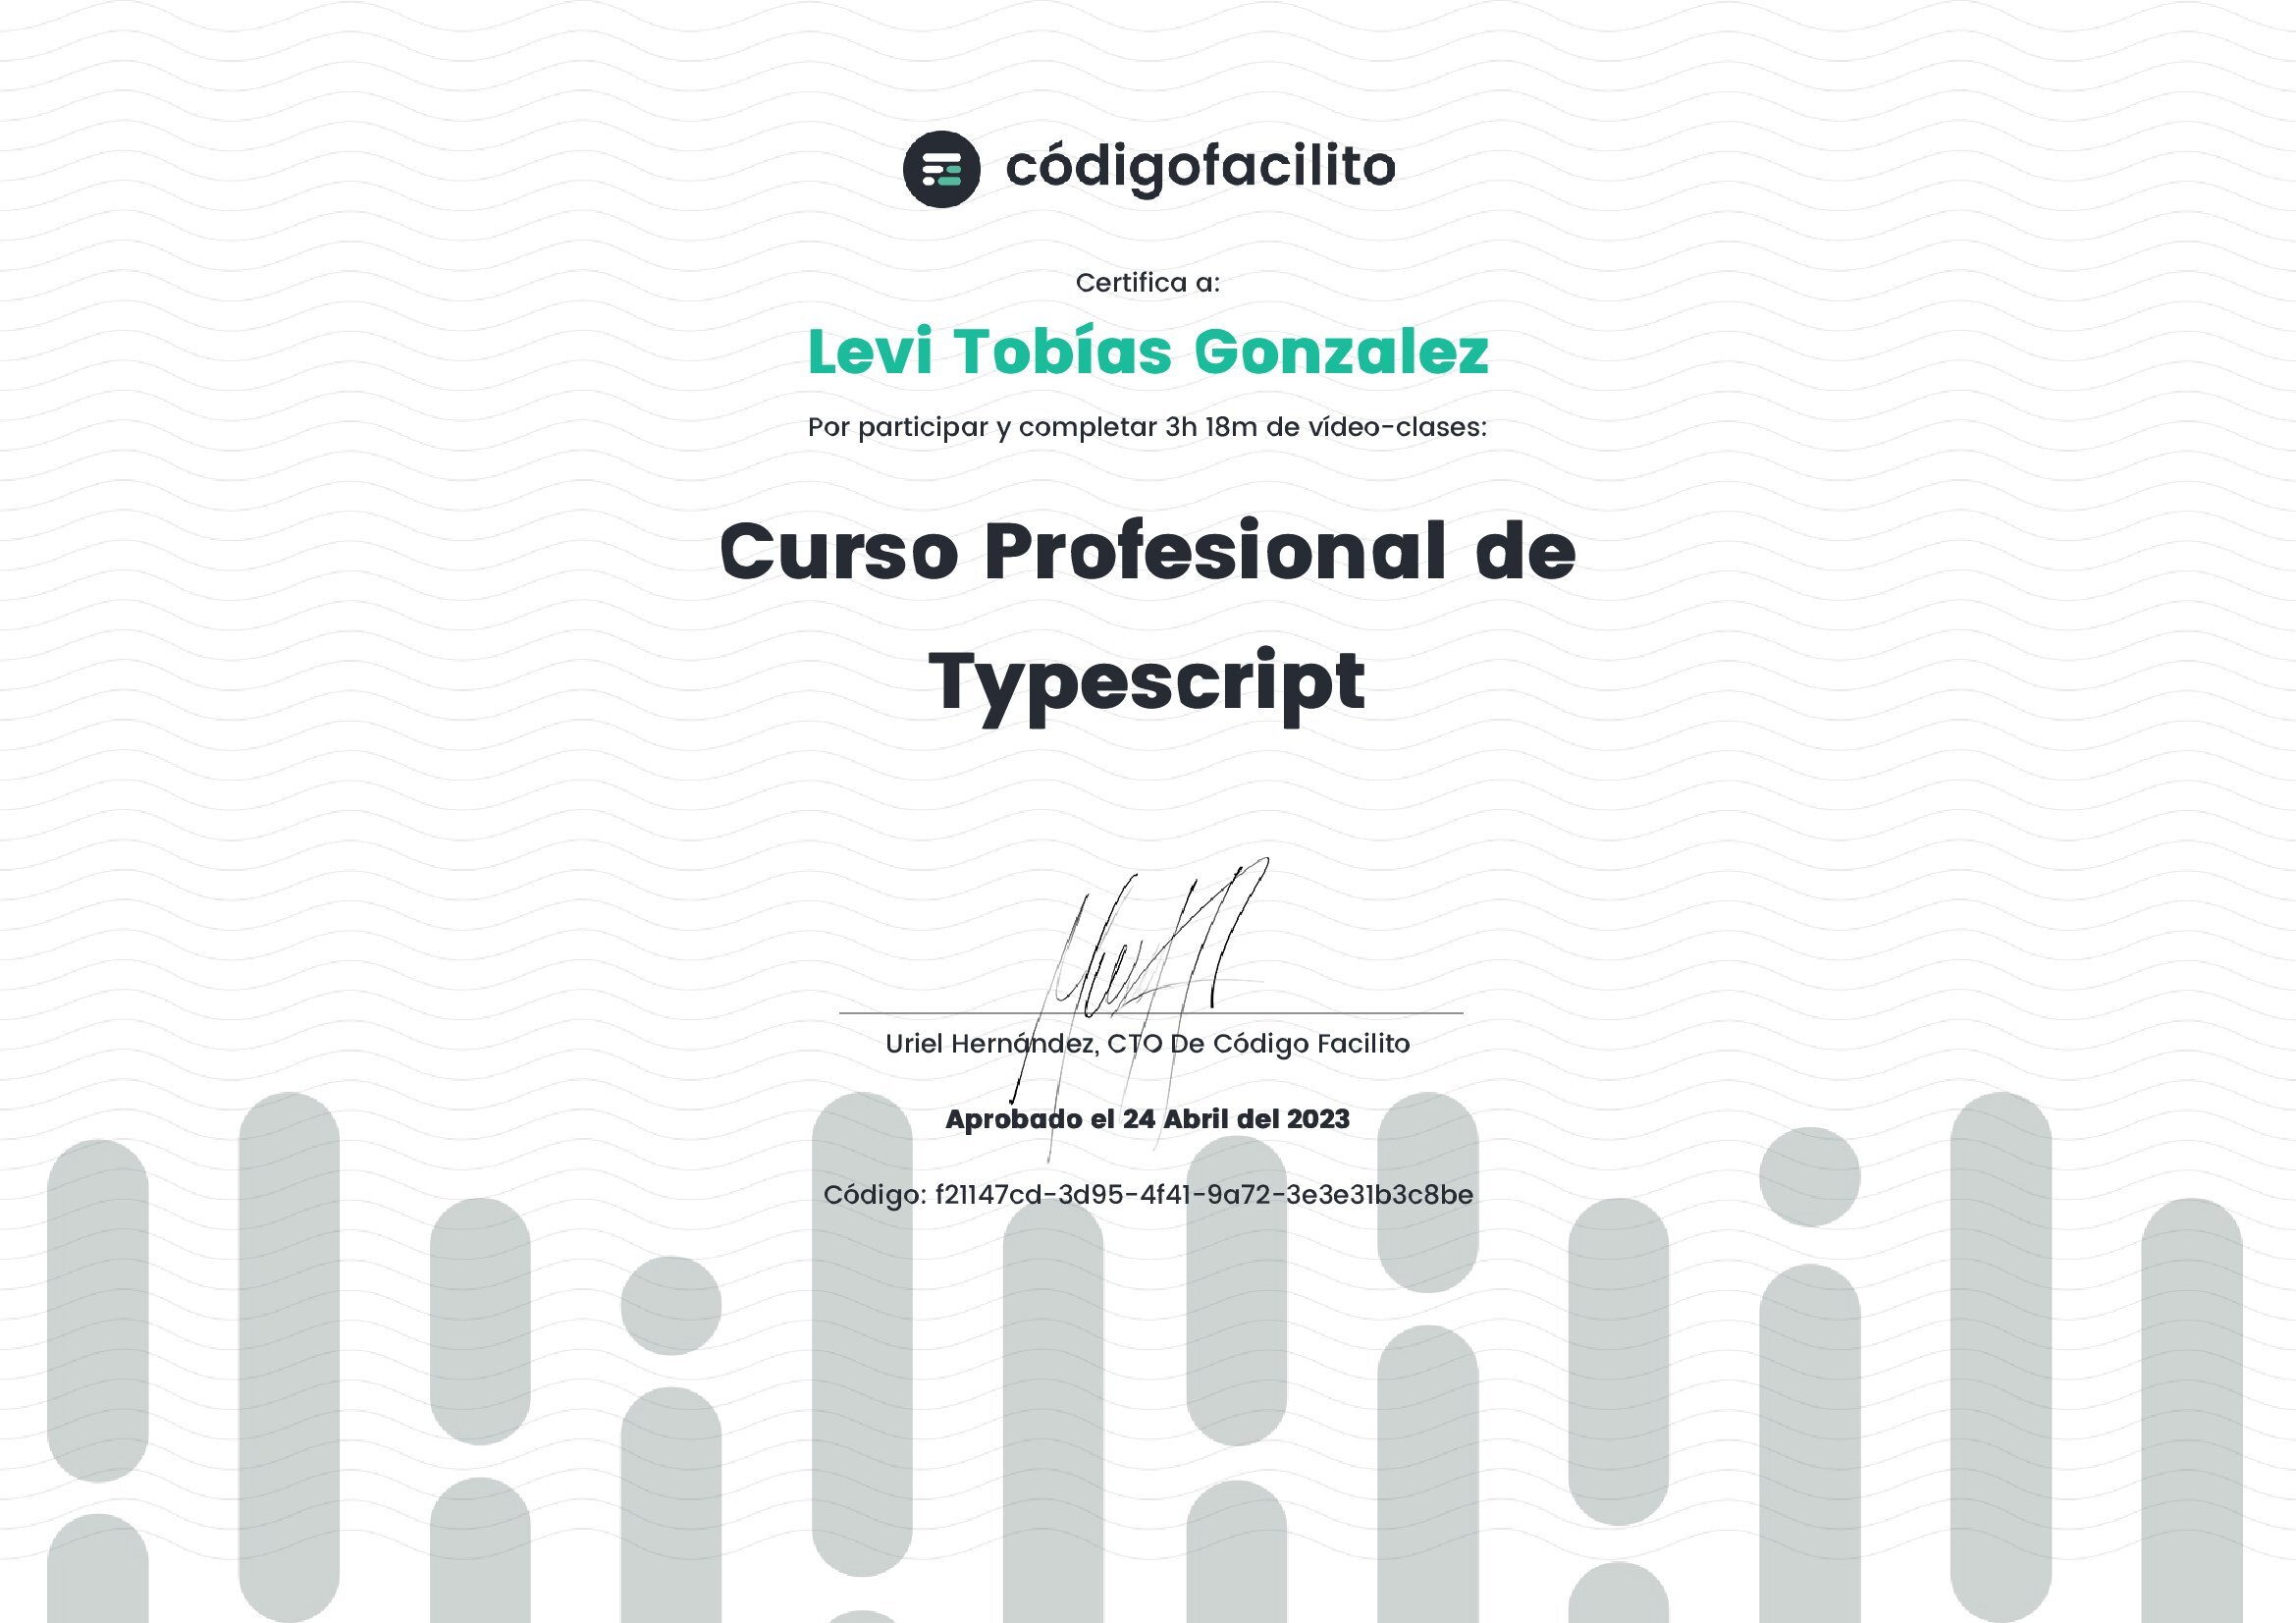 códigofacilito
Certifica a:
Levi Tobías Gonzalez
Por participar y completar 3h 18m de vídeo-clases:
Curso Profesional de
Typescript
Uriel Hernández, CTO De Código Facilito
Aprobado el 24 Abril del 2023
Código: f21147cd-3d95-4f41-9a72-3e3e31b3c8be